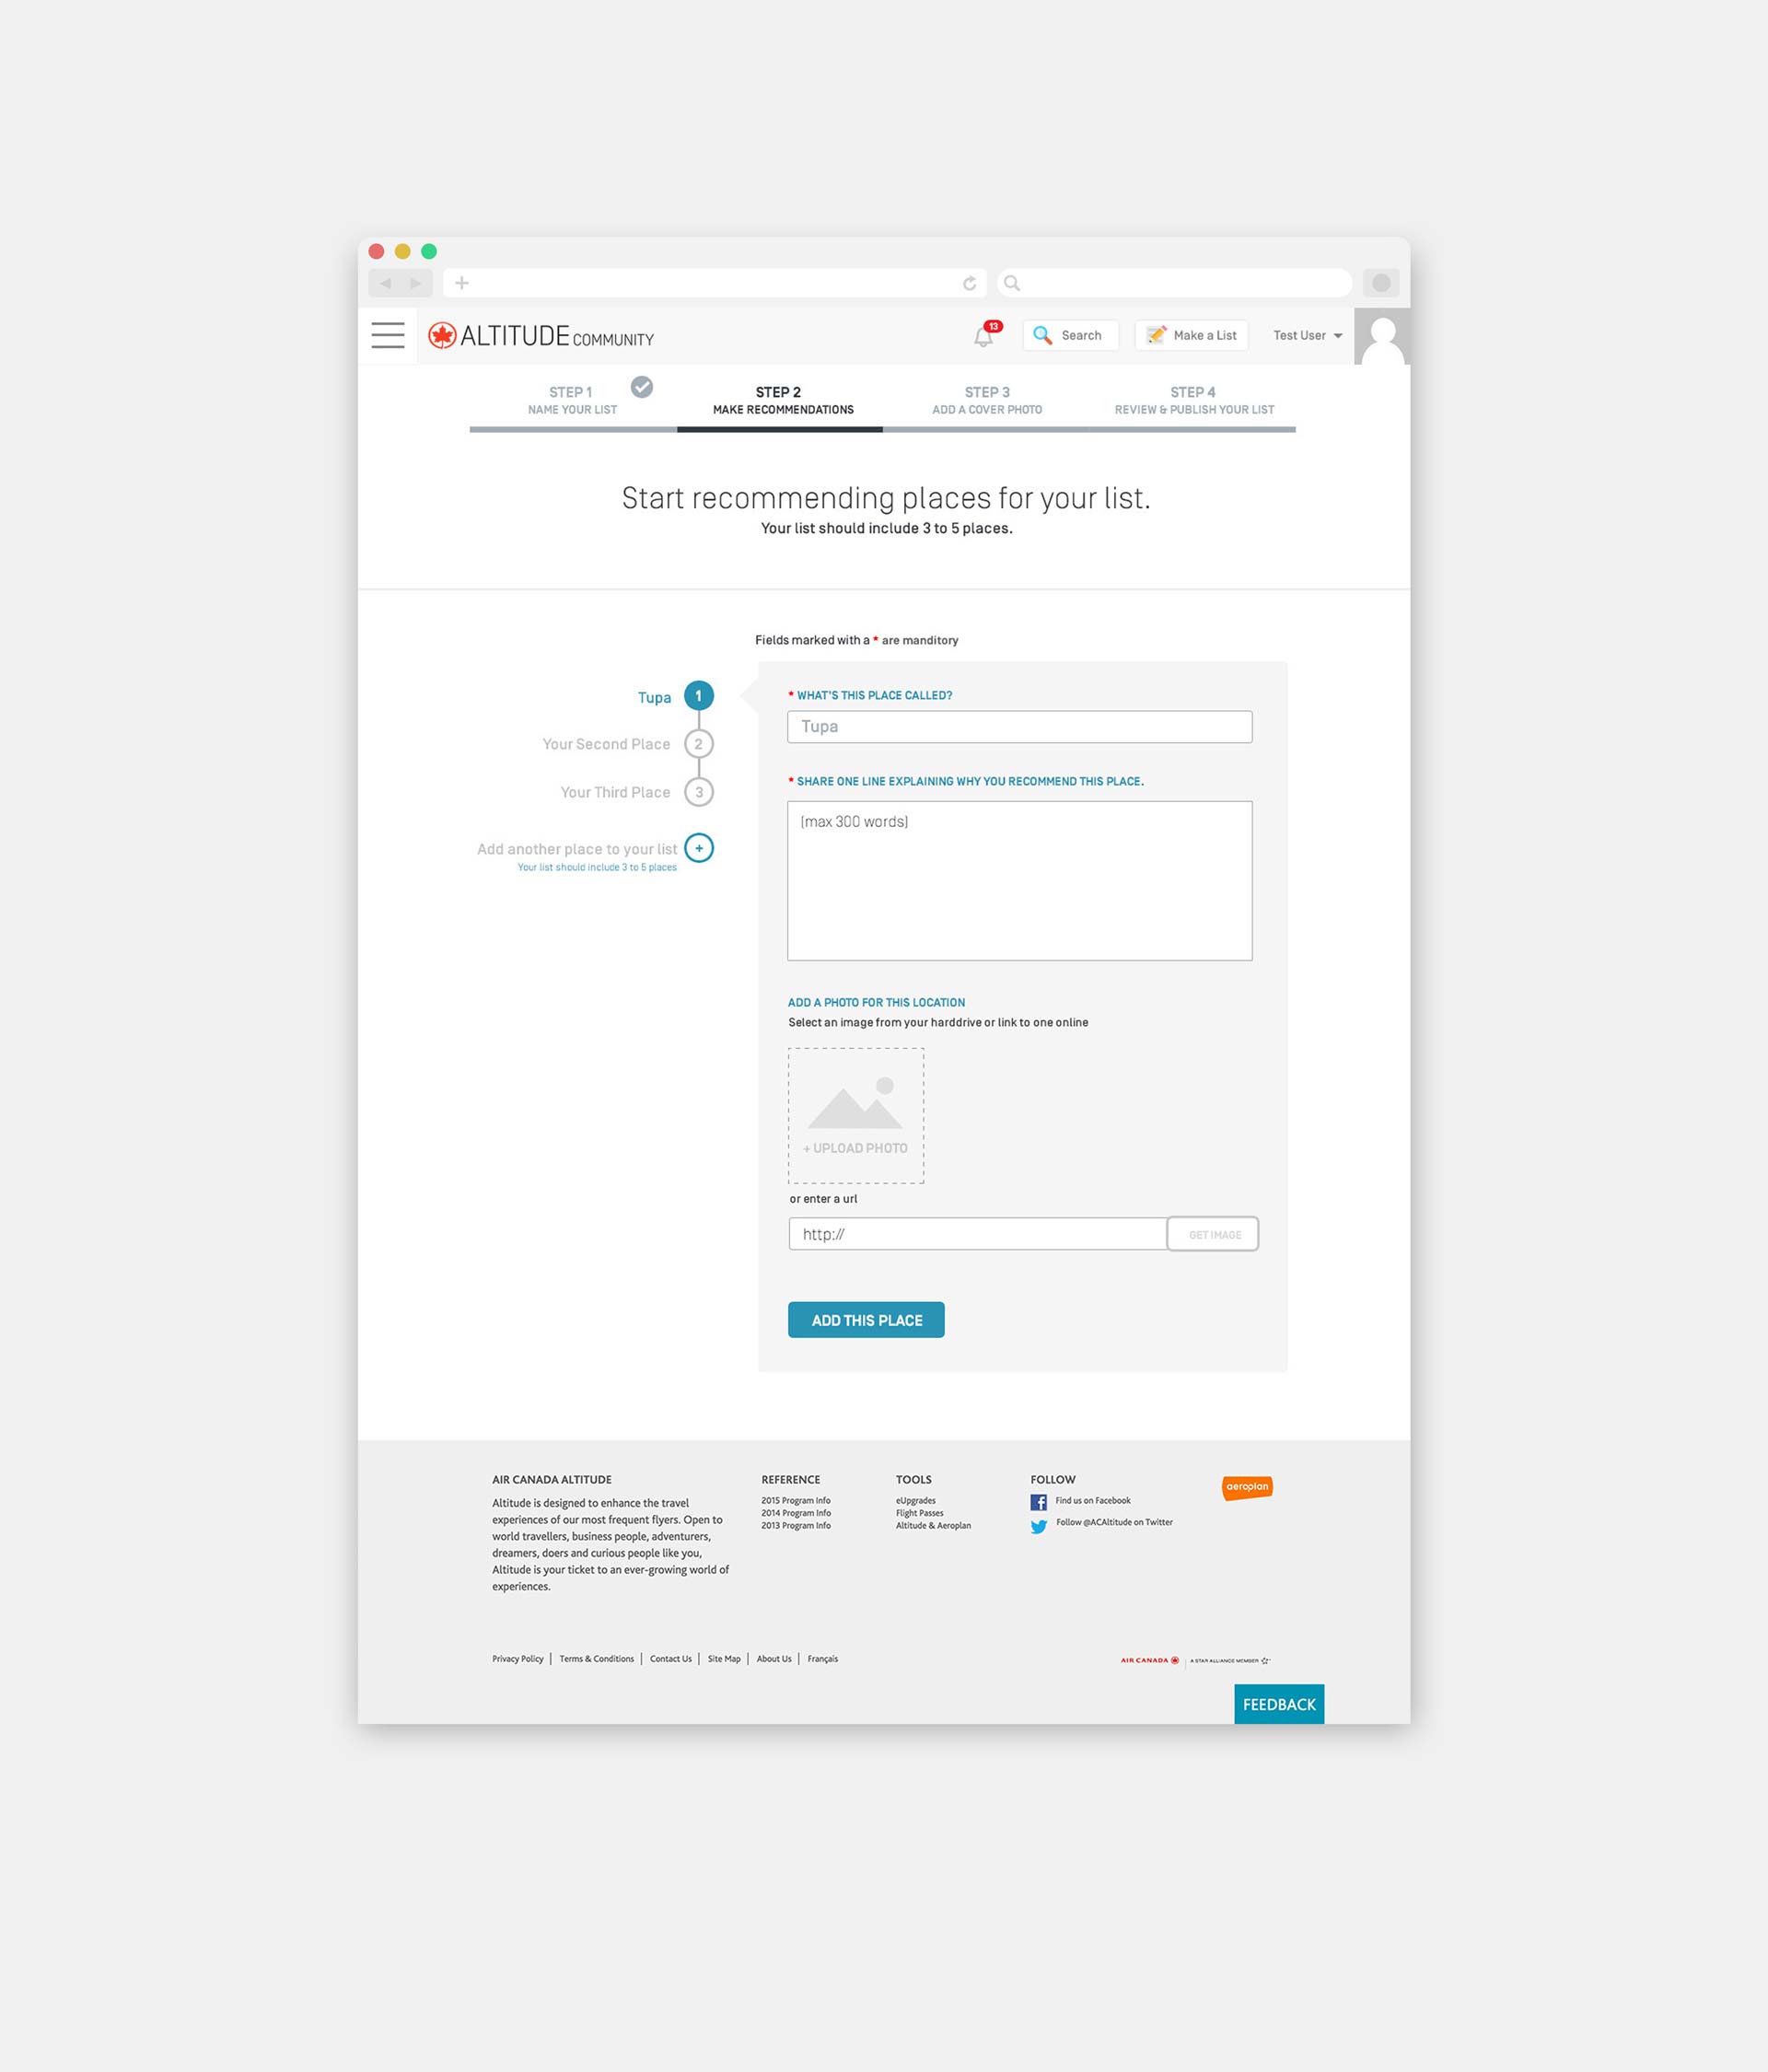 ALTITUDE COMMUNITY
13
Search
Make a List
Test User
STEP 1
NAME YOUR LIST
STEP 2
MAKE RECOMMENDATIONS
STEP 3
ADD A COVER PHOTO
STEP 4
REVIEW & PUBLISH YOUR LIST
Start recommending places for your list.
Your list should include 3 to 5 places.
Fields marked with a * are manditory
Tupa 1
Your Second Place 2
Your Third Place 3
Add another place to your list +
Your list should include 3 to 5 places
* WHAT'S THIS PLACE CALLED?
Tupa
* SHARE ONE LINE EXPLAINING WHY YOU RECOMMEND THIS PLACE.
(max 300 words)
ADD A PHOTO FOR THIS LOCATION
Select an image from your harddrive or link to one online
+ UPLOAD PHOTO
or enter a url
http://
GET IMAGE
ADD THIS PLACE
AIR CANADA ALTITUDE
Altitude is designed to enhance the travel
experiences of our most frequent flyers. Open to
world travellers, business people, adventurers,
dreamers, doers and curious people like you,
Altitude is your ticket to an ever-growing world of
experiences.
REFERENCE
2015 Program Info
2014 Program Info
2013 Program Info
TOOLS
eUpgrades
Flight Passes
Altitude & Aeroplan
FOLLOW
Find us on Facebook
Follow @ACAltitude on Twitter
aeroplan
Privacy Policy | Terms & Conditions | Contact Us | Site Map | About Us | Français
AIR CANADA | A STAR ALLIANCE MEMBER
FEEDBACK